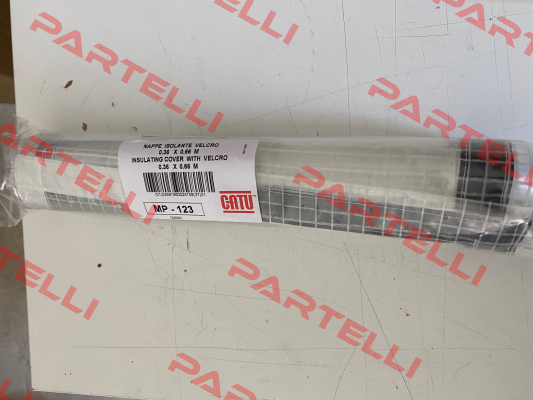 PARTELLI
PARTELLI
PARTELLI
NAPPE ISOLANTE VELCRO
0.36 X 0.66 M
INSULATING COVER WITH VELCRO
0.36 X 0.66 M
MP - 123
CATU
PARTELLI
PARTELLI
PARTELLI
PARTELLI